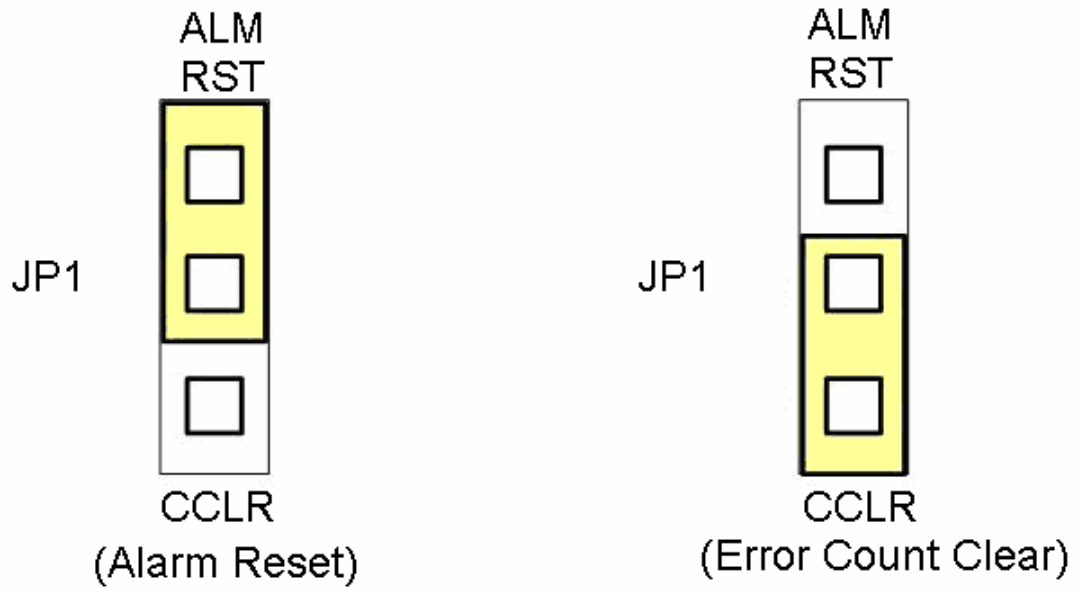 ALM
RST
JP1
CCLR
(Alarm Reset)
ALM
RST
JP1
CCLR
(Error Count Clear)